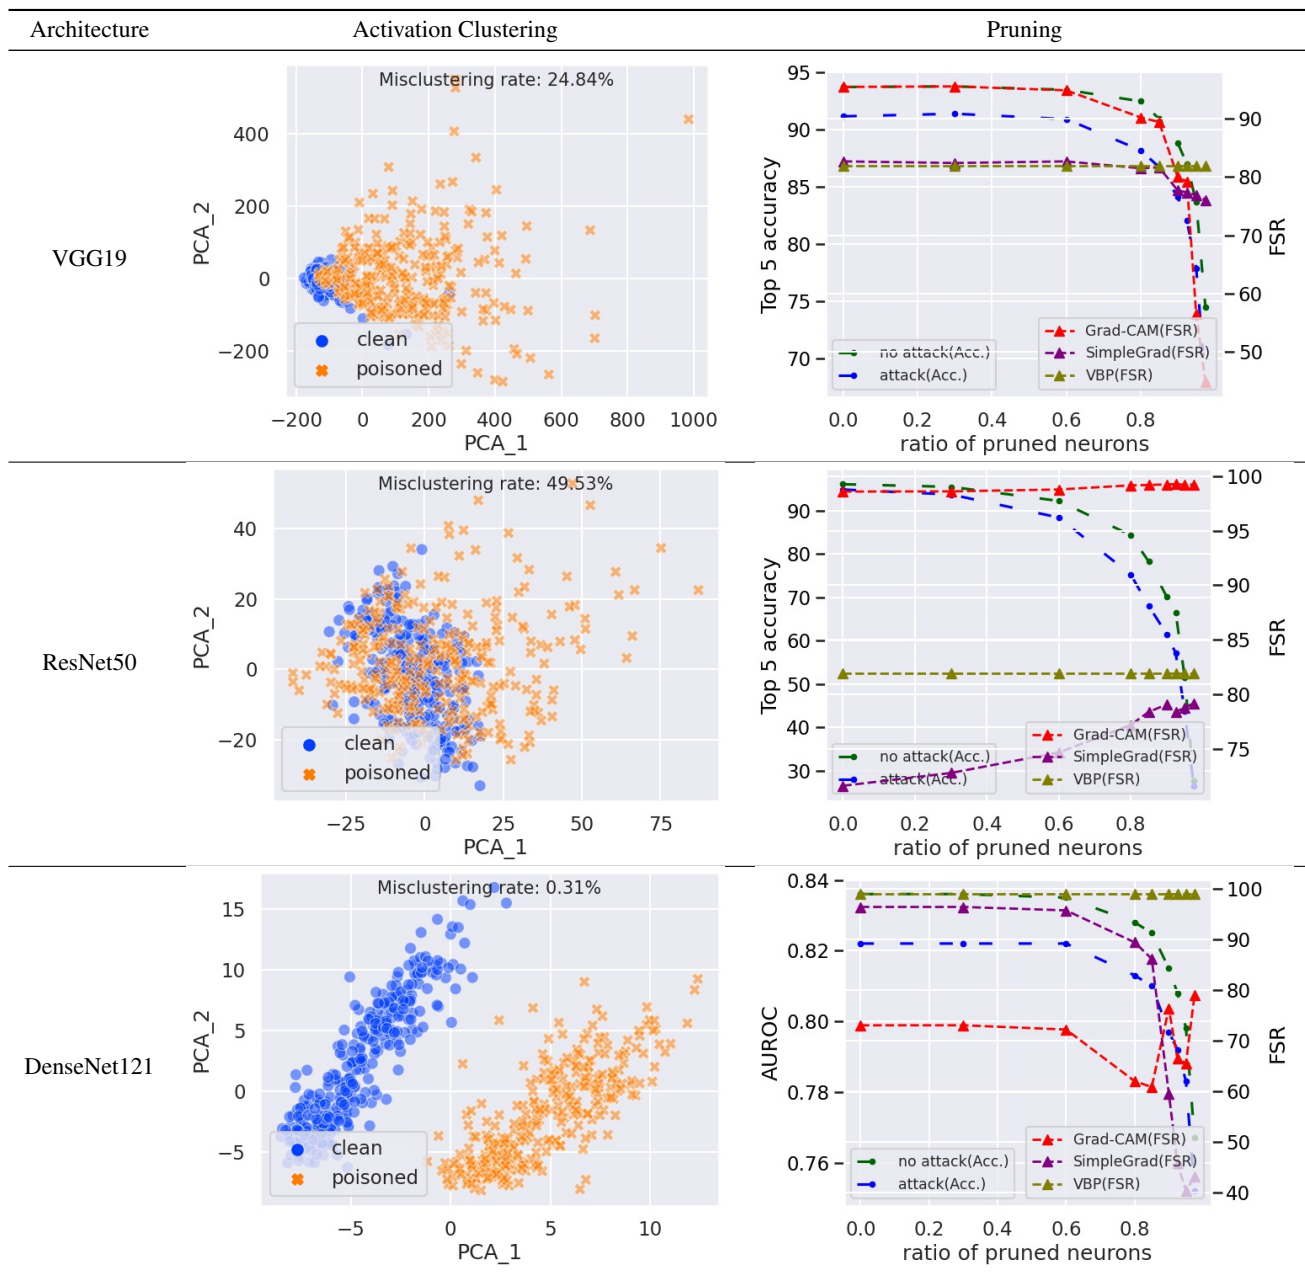 Architecture Activation Clustering Pruning
VGG19
Misclustering rate: 24.84%
PCA_2
400
200
0
−200
clean
poisoned
−200 0 200 400 600 800 1000
PCA_1
Top 5 accuracy
95
90
85
80
75
70
90
80
70
60
50
FSR
no attack(Acc.)
attack(Acc.)
Grad-CAM(FSR)
SimpleGrad(FSR)
VBP(FSR)
0.0 0.2 0.4 0.6 0.8
ratio of pruned neurons
ResNet50
Misclustering rate: 49.53%
PCA_2
40
20
0
−20
clean
poisoned
−25 0 25 50 75
PCA_1
Top 5 accuracy
90
80
70
60
50
40
30
100
95
90
85
80
75
FSR
no attack(Acc.)
attack(Acc.)
Grad-CAM(FSR)
SimpleGrad(FSR)
VBP(FSR)
0.0 0.2 0.4 0.6 0.8
ratio of pruned neurons
DenseNet121
Misclustering rate: 0.31%
PCA_2
15
10
5
0
−5
clean
poisoned
−5 0 5 10
PCA_1
AUROC
0.84
0.82
0.80
0.78
0.76
100
90
80
70
60
50
40
FSR
no attack(Acc.)
attack(Acc.)
Grad-CAM(FSR)
SimpleGrad(FSR)
VBP(FSR)
0.0 0.2 0.4 0.6 0.8
ratio of pruned neurons